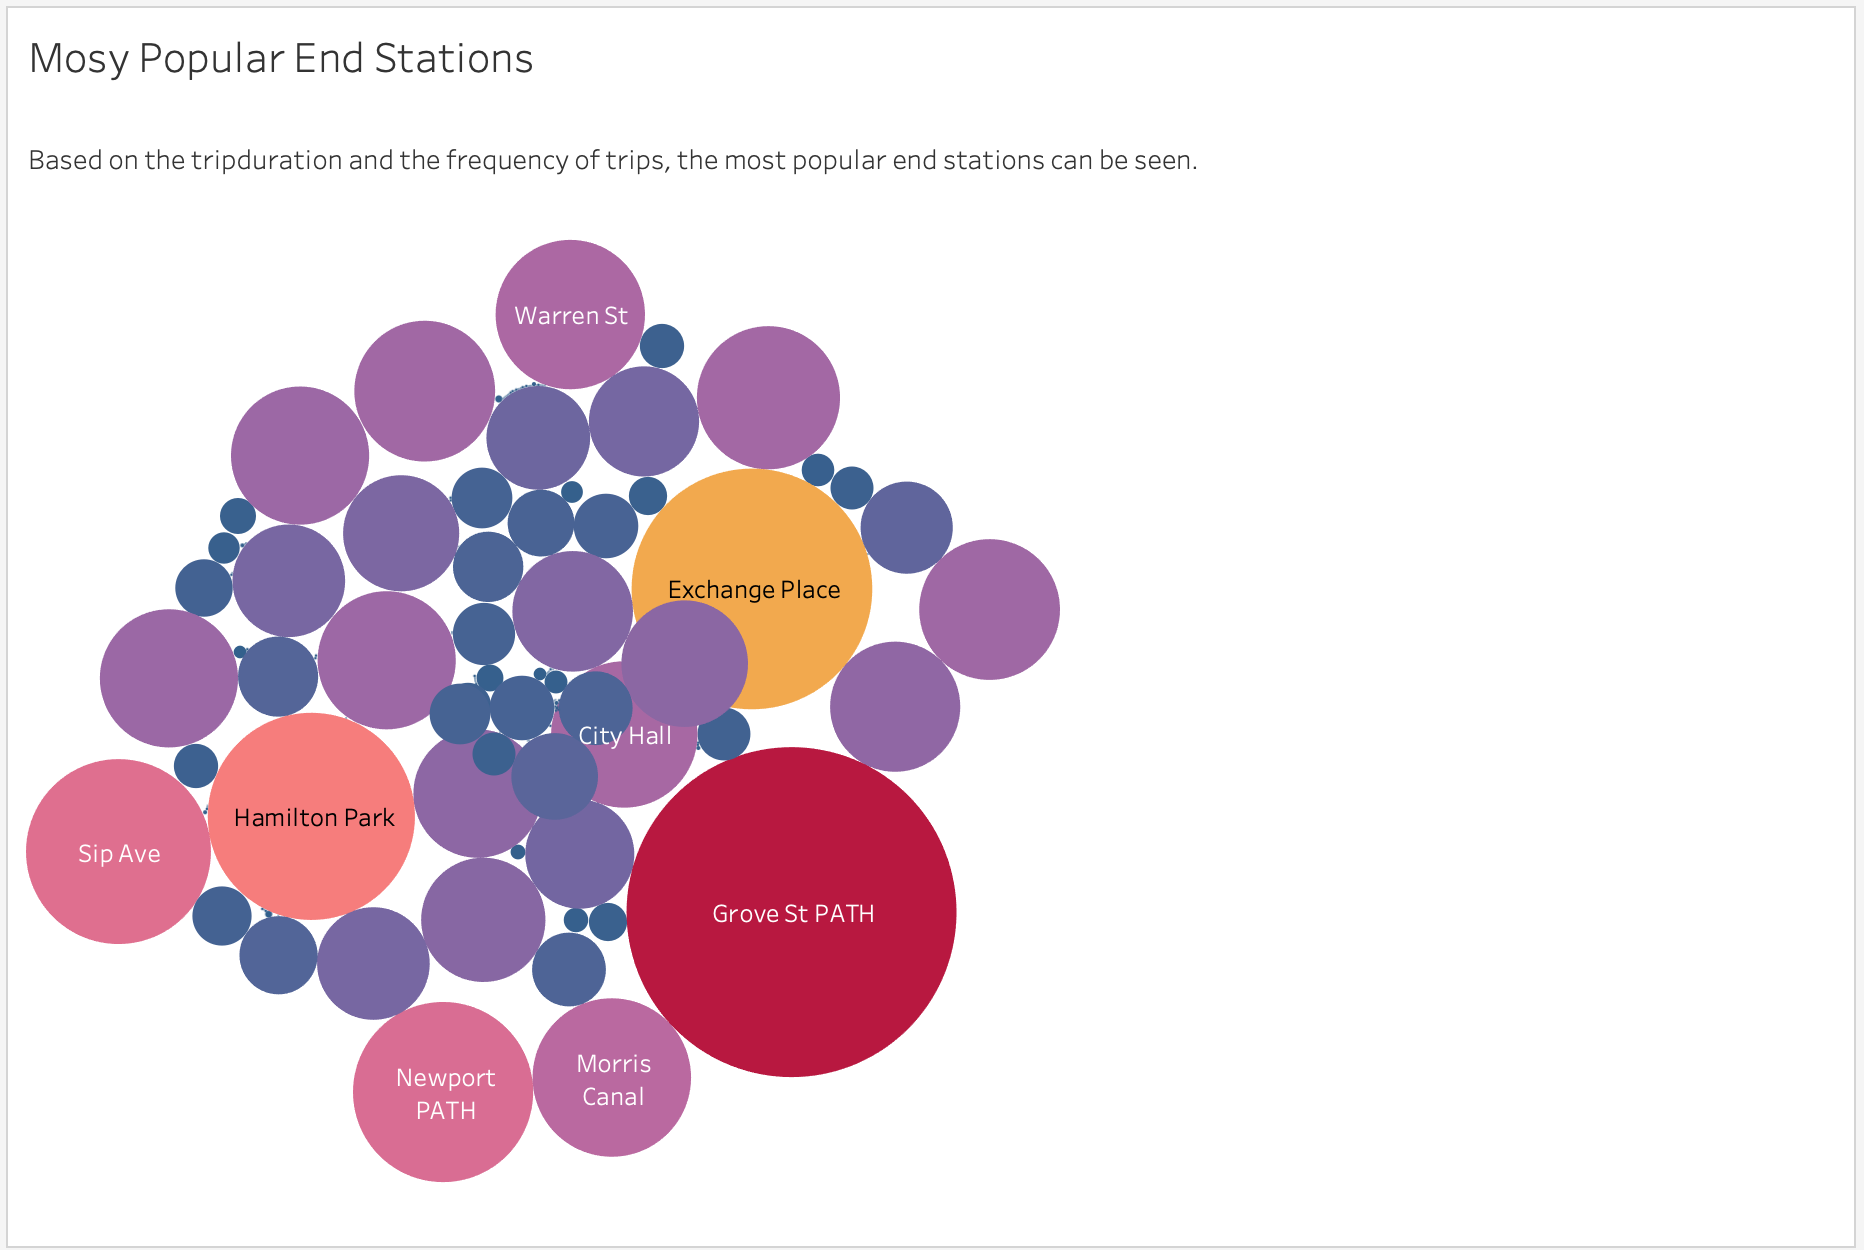 Mosy Popular End Stations
Based on the tripduration and the frequency of trips, the most popular end stations can be seen.
Warren St
Exchange Place
City Hall
Hamilton Park
Sip Ave
Grove St PATH
Newport
PATH
Morris
Canal